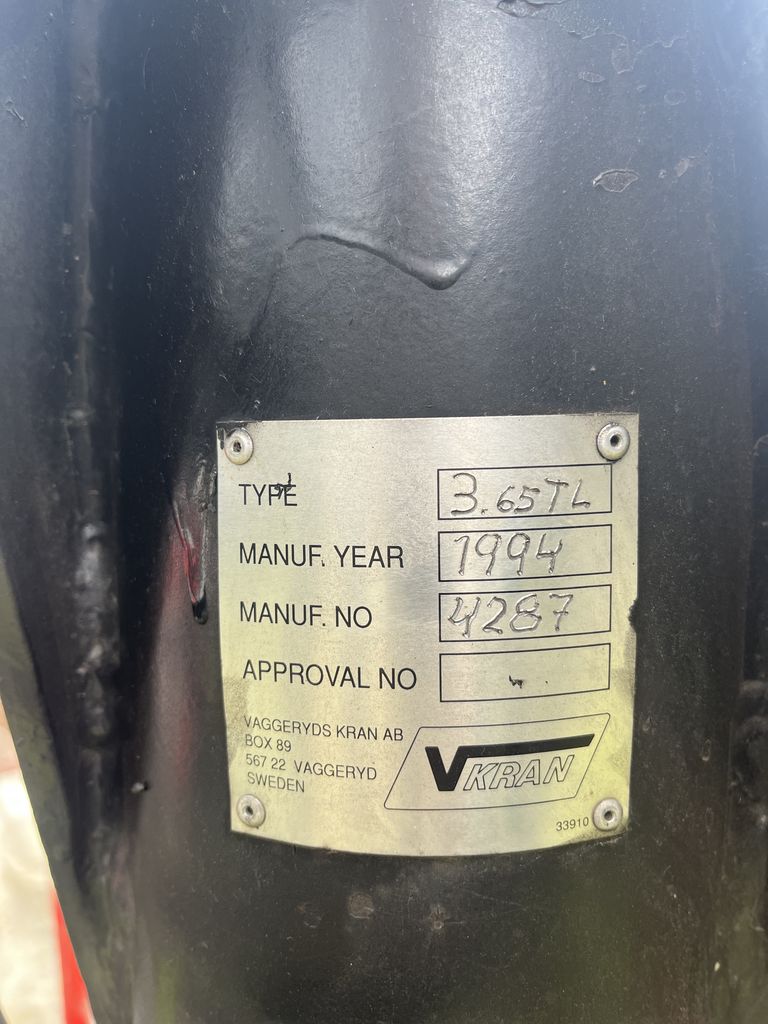 TYPE 3.65TL
MANUF. YEAR 1994
MANUF. NO 4287
APPROVAL NO
VAGGERYDS KRAN AB
BOX 89
567 22 VAGGERYD
SWEDEN
VKRAN
33910